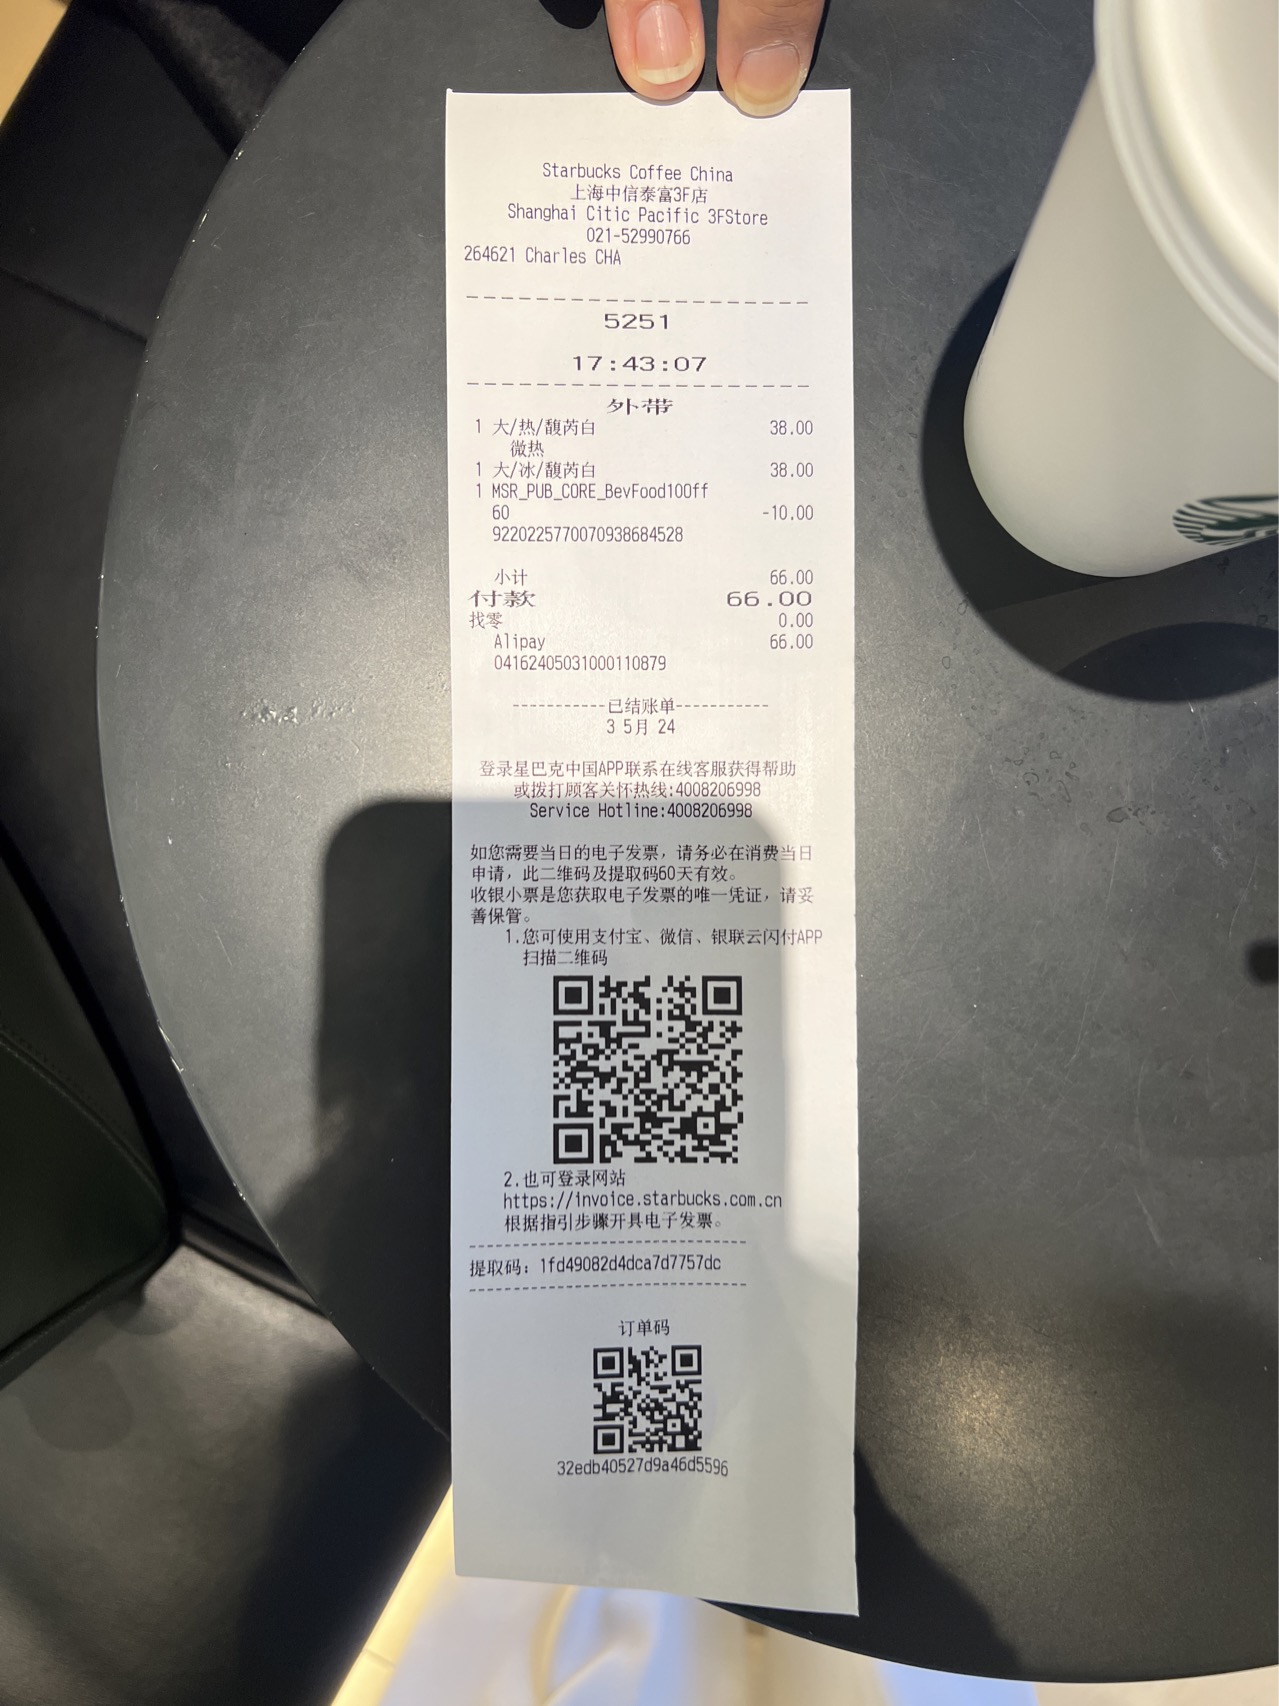 Starbucks Coffee China
上海中信泰富3F店
Shanghai Citic Pacific 3FStore
021-52990766
264621 Charles CHA
5251
17:43:07
外带
1 大/热/馥芮白 38.00
微热
1 大/冰/馥芮白 38.00
1 MSR_PUB_CORE_BevFood10Off
60 -10.00
9220225770070938684528
小计 66.00
付款 66.00
找零 0.00
Alipay 66.00
04162405031000110879
-----------已结账单-----------
3 5月 24
登录星巴克中国APP联系在线客服获得帮助
或拨打顾客关怀热线:4008206998
Service Hotline:4008206998
如您需要当日的电子发票，请务必在消费当日
申请，此二维码及提取码60天有效。
收银小票是您获取电子发票的唯一凭证，请妥
善保管。
1.您可使用支付宝、微信、银联云闪付APP
扫描二维码
2.也可登录网站
https://invoice.starbucks.com.cn
根据指引步骤开具电子发票。
提取码：1fd49082d4dca7d7757dc
订单码
32edb40527d9a46d5596